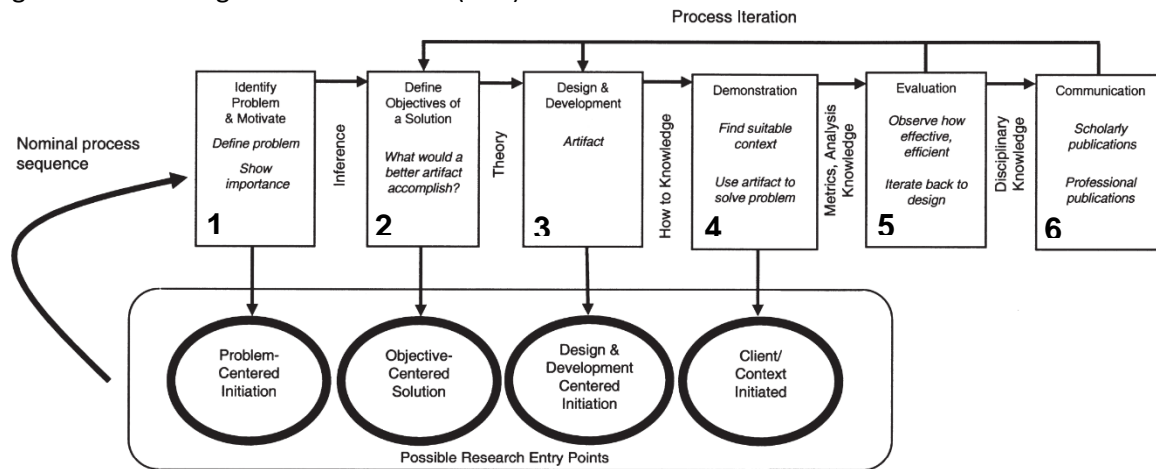 Process Iteration
Nominal process
sequence
Identify
Problem
& Motivate
Define problem
Show
importance
1
Inference
Define
Objectives of
a Solution
What would a
better artifact
accomplish?
2
Theory
Design &
Development
Artifact
3
How to Knowledge
Demonstration
Find suitable
context
Use artifact to
solve problem
4
Metrics, Analysis
Knowledge
Evaluation
Observe how
effective,
efficient
Iterate back to
design
5
Disciplinary
Knowledge
Communication
Scholarly
publications
Professional
publications
6
Problem-
Centered
Initiation
Objective-
Centered
Solution
Design &
Development
Centered
Initiation
Client/
Context
Initiated
Possible Research Entry Points